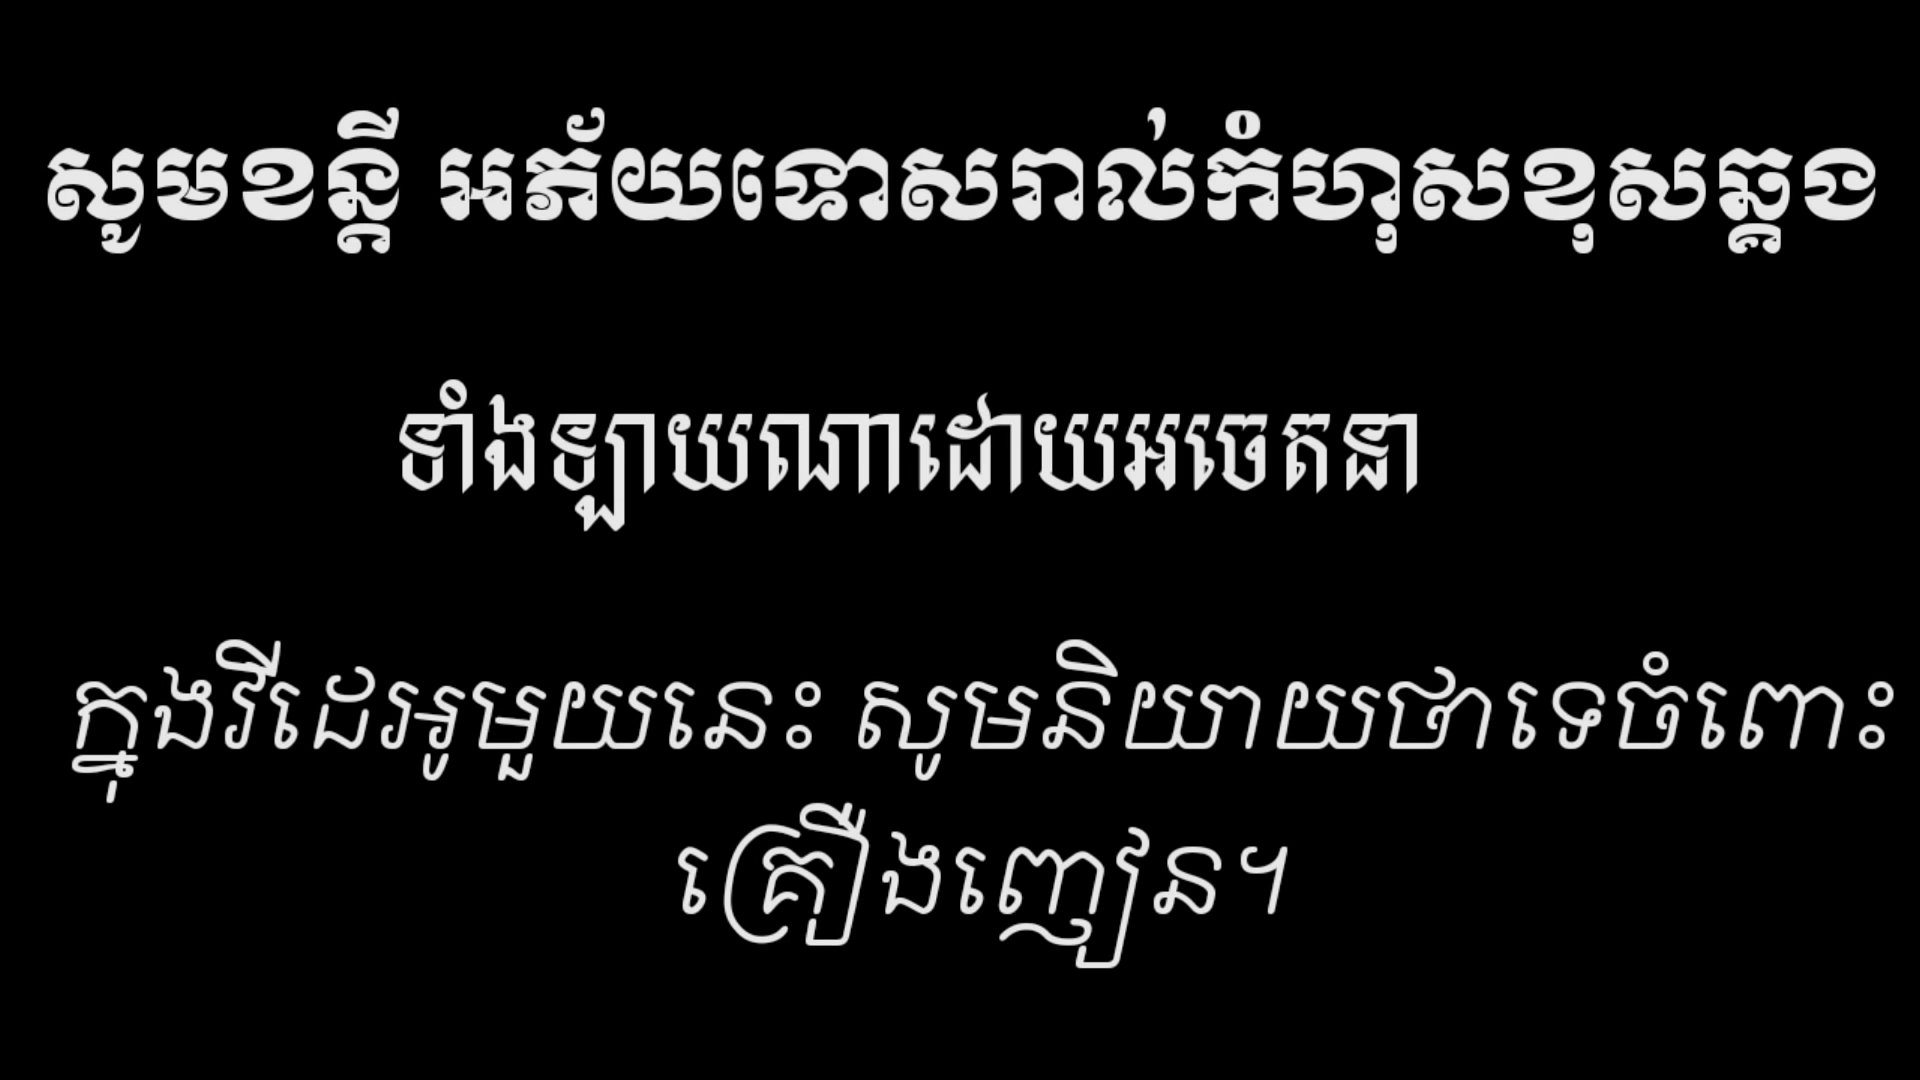 សូមខន្តី អភ័យទោសរាល់កំហុសខុសឆ្គង
ទាំងឡាយណាដោយអចេតនា
ក្នុងវីដេអូមួយនេះ សូមនិយាយថាទេចំពោះ
គ្រឿងញៀន។